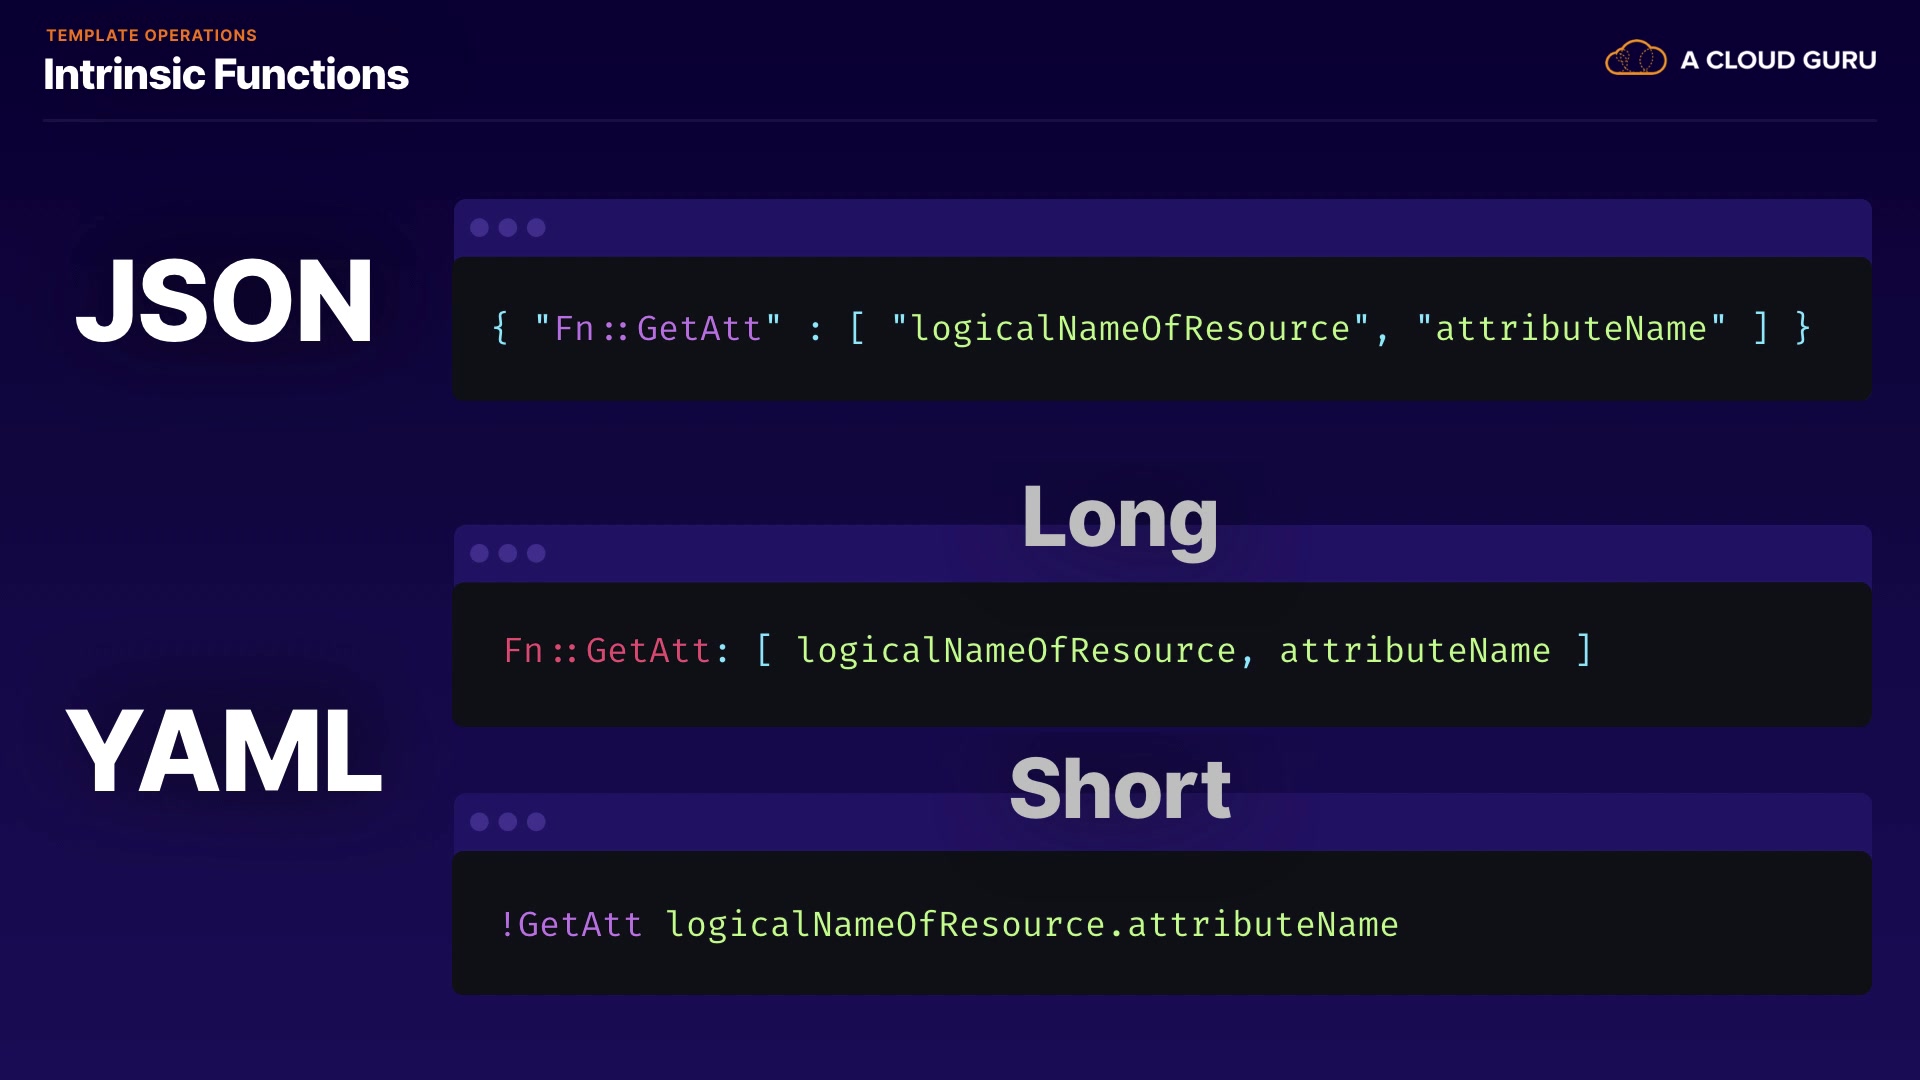 TEMPLATE OPERATIONS
Intrinsic Functions
A CLOUD GURU
JSON
{ "Fn::GetAtt" : [ "logicalNameOfResource", "attributeName" ] }
Long
Fn::GetAtt: [ logicalNameOfResource, attributeName ]
YAML
Short
!GetAtt logicalNameOfResource.attributeName